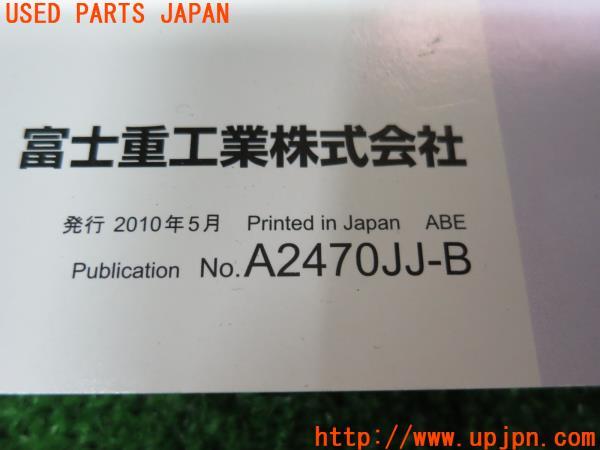 USED PARTS JAPAN
富士重工業株式会社
発行 2010年5月 Printed in Japan ABE
Publication No.A2470JJ-B
http://www.upjpn.com